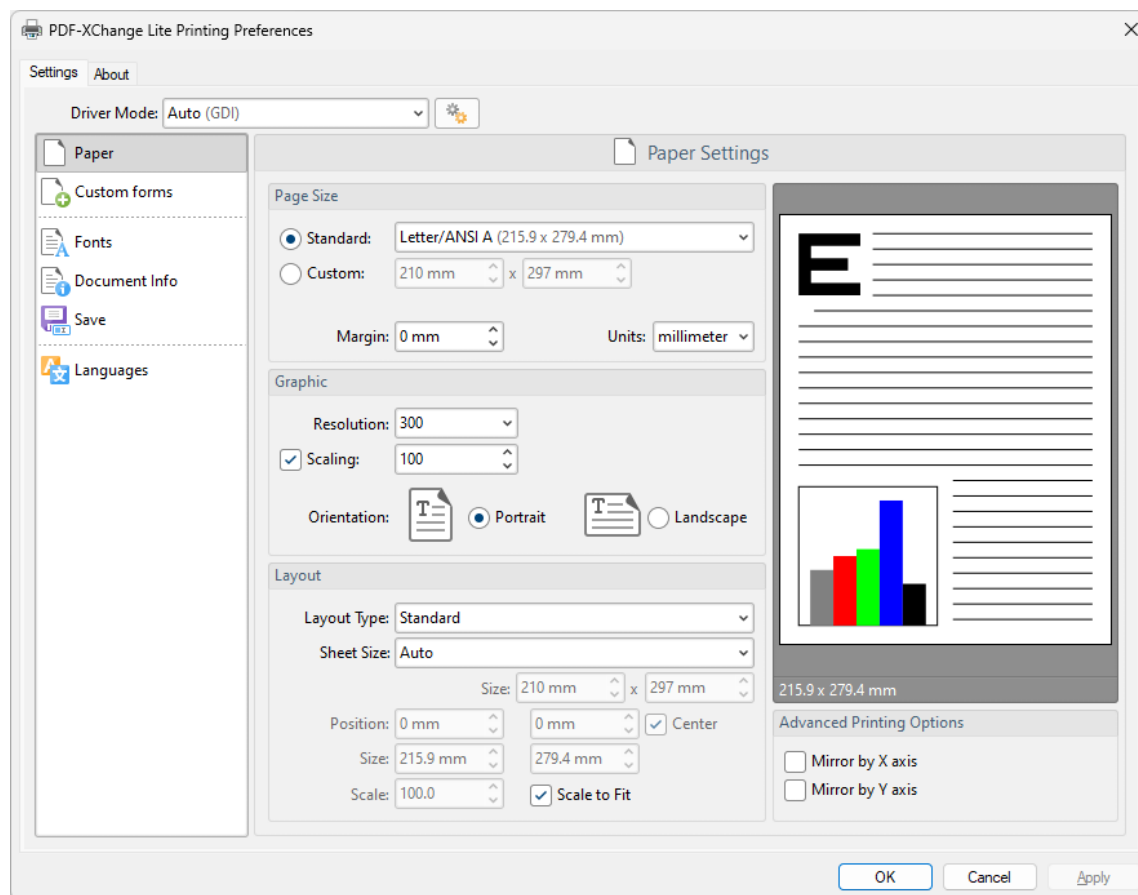 PDF-XChange Lite Printing Preferences
Settings About
Driver Mode: Auto (GDI)
Paper
Custom forms
Fonts
Document Info
Save
Languages
Paper Settings
Page Size
Standard: Letter/ANSI A (215.9 x 279.4 mm)
Custom: 210 mm x 297 mm
Margin: 0 mm Units: millimeter
Graphic
Resolution: 300
Scaling: 100
Orientation: T Portrait T Landscape
Layout
Layout Type: Standard
Sheet Size: Auto
Size: 210 mm x 297 mm
Position: 0 mm 0 mm Center
Size: 215.9 mm 279.4 mm
Scale: 100.0 Scale to Fit
E
215.9 x 279.4 mm
Advanced Printing Options
Mirror by X axis
Mirror by Y axis
OK Cancel Apply